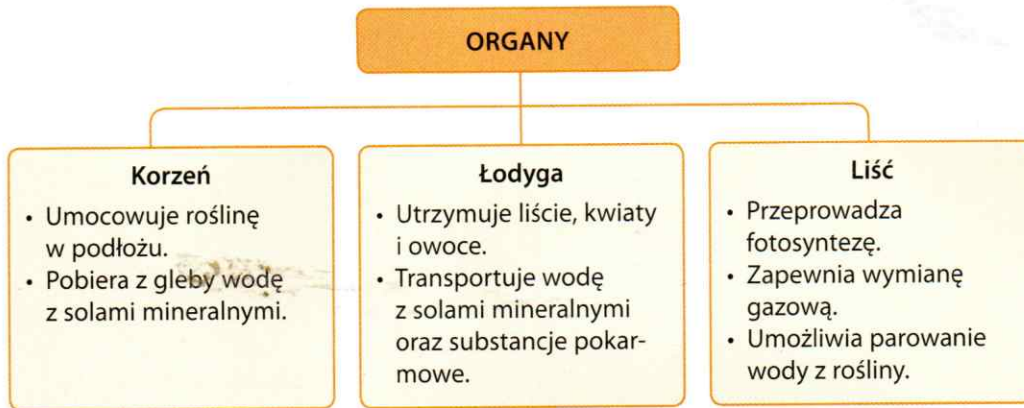 ORGANY
Korzeń
• Umocowuje roślinę
w podłożu.
• Pobiera z gleby wodę
z solami mineralnymi.
Łodyga
• Utrzymuje liście, kwiaty
i owoce.
• Transportuje wodę
z solami mineralnymi
oraz substancje pokar-
mowe.
Liść
• Przeprowadza
fotosyntezę.
• Zapewnia wymianę
gazową.
• Umożliwia parowanie
wody z rośliny.